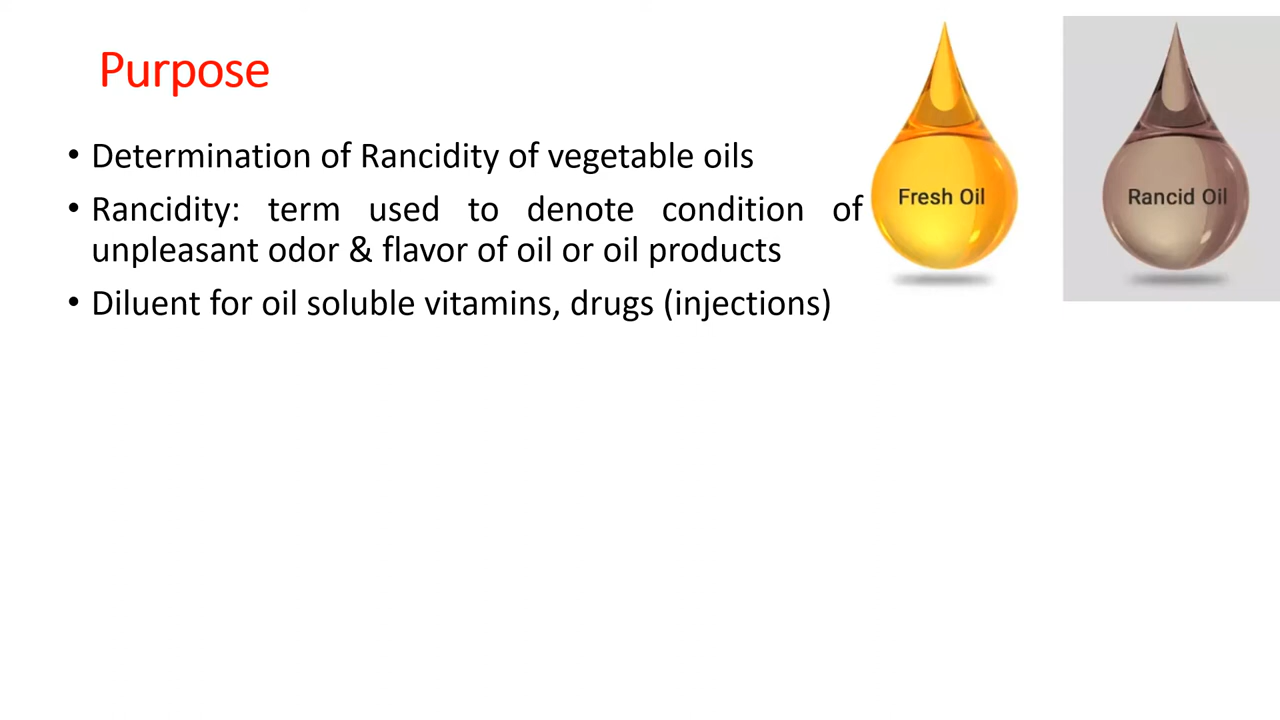 Purpose
• Determination of Rancidity of vegetable oils
• Rancidity: term used to denote condition of
unpleasant odor & flavor of oil or oil products
• Diluent for oil soluble vitamins, drugs (injections)
Fresh Oil
Rancid Oil